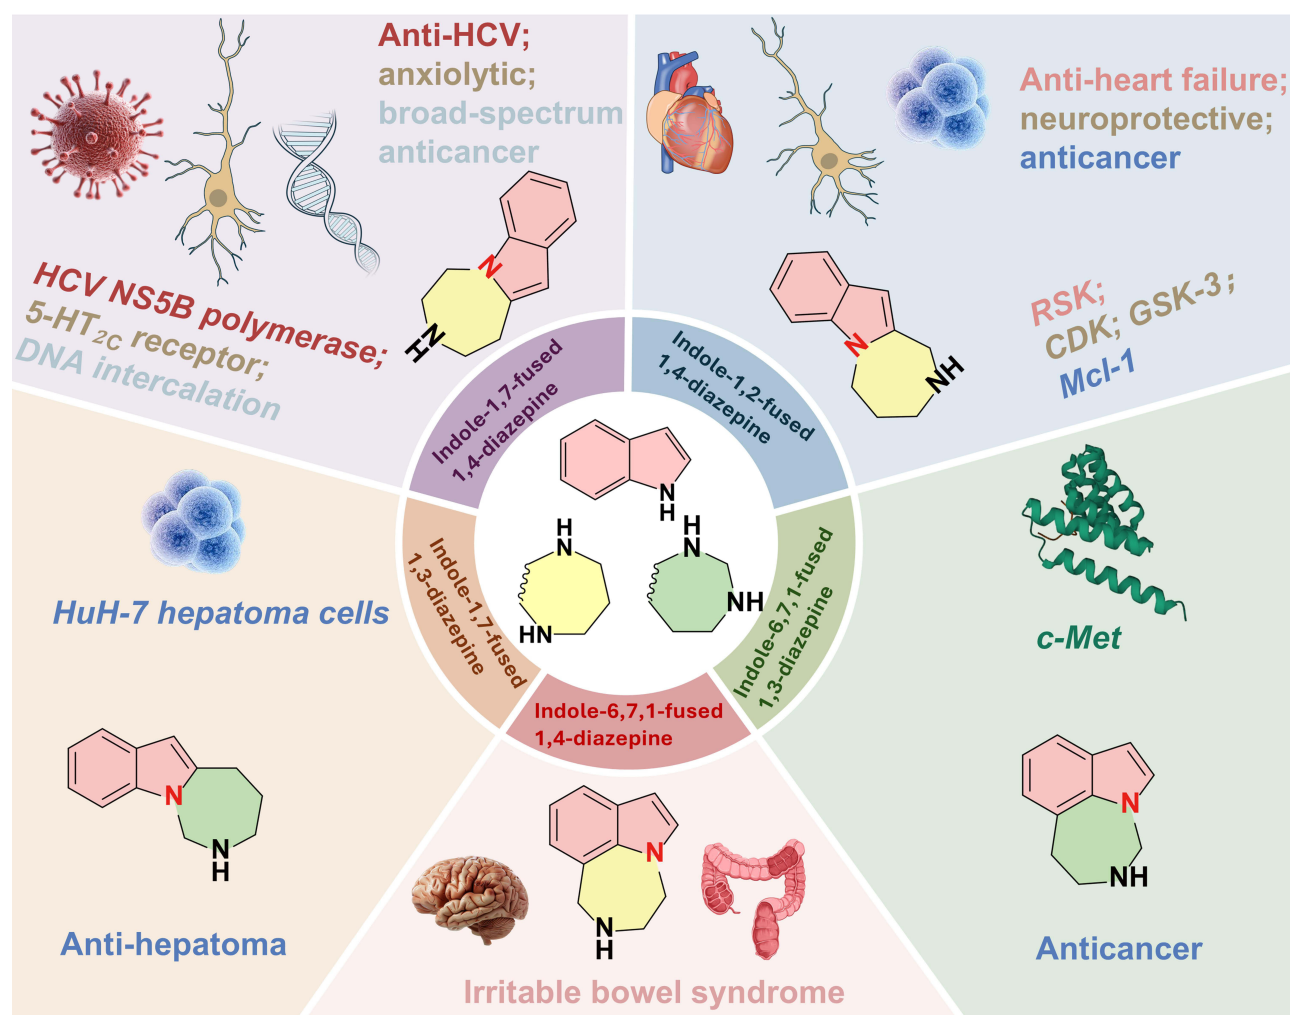 Anti-HCV;
anxiolytic;
broad-spectrum
anticancer
HCV NS5B polymerase;
5-HT2C receptor;
DNA intercalation
N
HN
Anti-heart failure;
neuroprotective;
anticancer
RSK;
CDK; GSK-3;
Mcl-1
N
NH
Indole-1,7-fused
1,4-diazepine
Indole-1,2-fused
1,4-diazepine
N
H
H
N
HN
H
N
NH
Indole-1,7-fused
1,3-diazepine
Indole-6,7,1-fused
1,3-diazepine
Indole-6,7,1-fused
1,4-diazepine
HuH-7 hepatoma cells
N
N
H
Anti-hepatoma
c-Met
N
NH
Anticancer
N
N
H
Irritable bowel syndrome